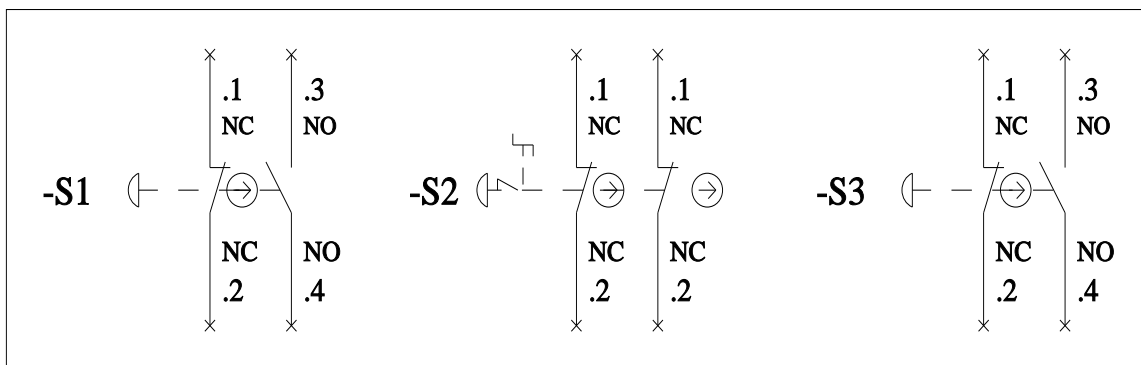 .1 .3 .1 .1 .1 .3
NC NO NC NC NC NO
-S1 -S2 -S3
NC NO NC NC NC NO
.2 .4 .2 .2 .2 .4